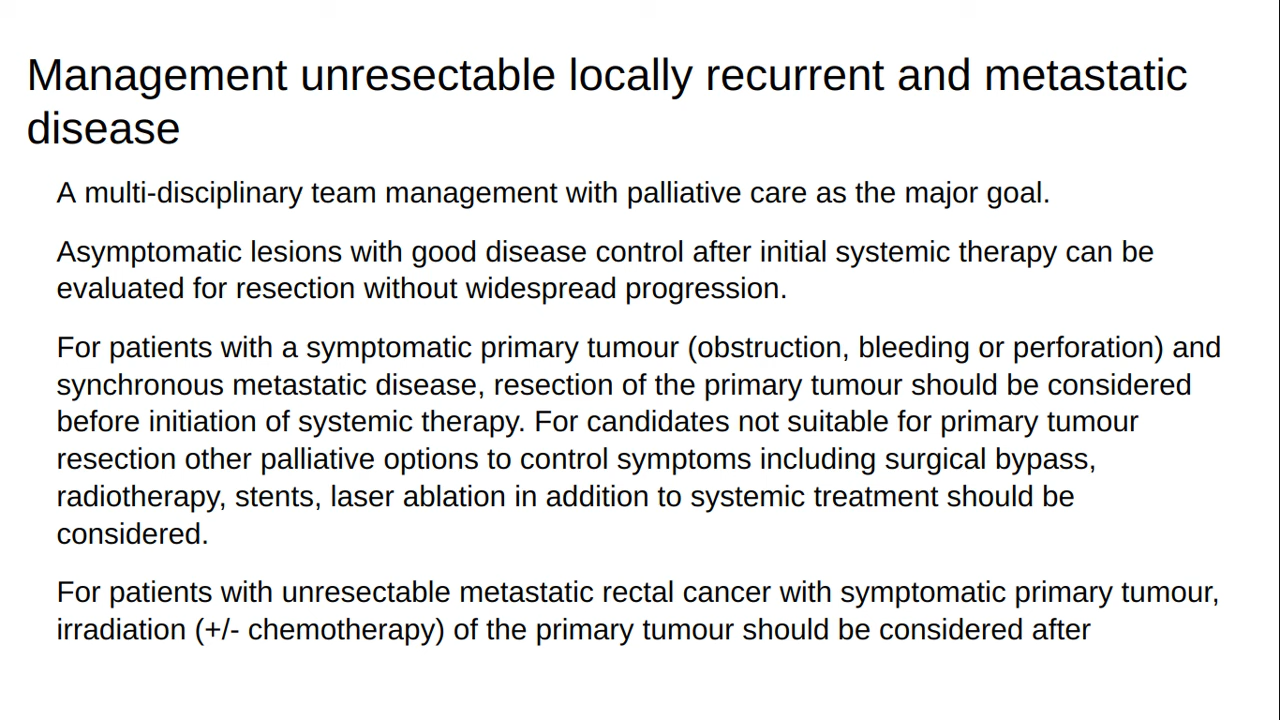 Management unresectable locally recurrent and metastatic
disease
A multi-disciplinary team management with palliative care as the major goal.
Asymptomatic lesions with good disease control after initial systemic therapy can be
evaluated for resection without widespread progression.
For patients with a symptomatic primary tumour (obstruction, bleeding or perforation) and
synchronous metastatic disease, resection of the primary tumour should be considered
before initiation of systemic therapy. For candidates not suitable for primary tumour
resection other palliative options to control symptoms including surgical bypass,
radiotherapy, stents, laser ablation in addition to systemic treatment should be
considered.
For patients with unresectable metastatic rectal cancer with symptomatic primary tumour,
irradiation (+/- chemotherapy) of the primary tumour should be considered after